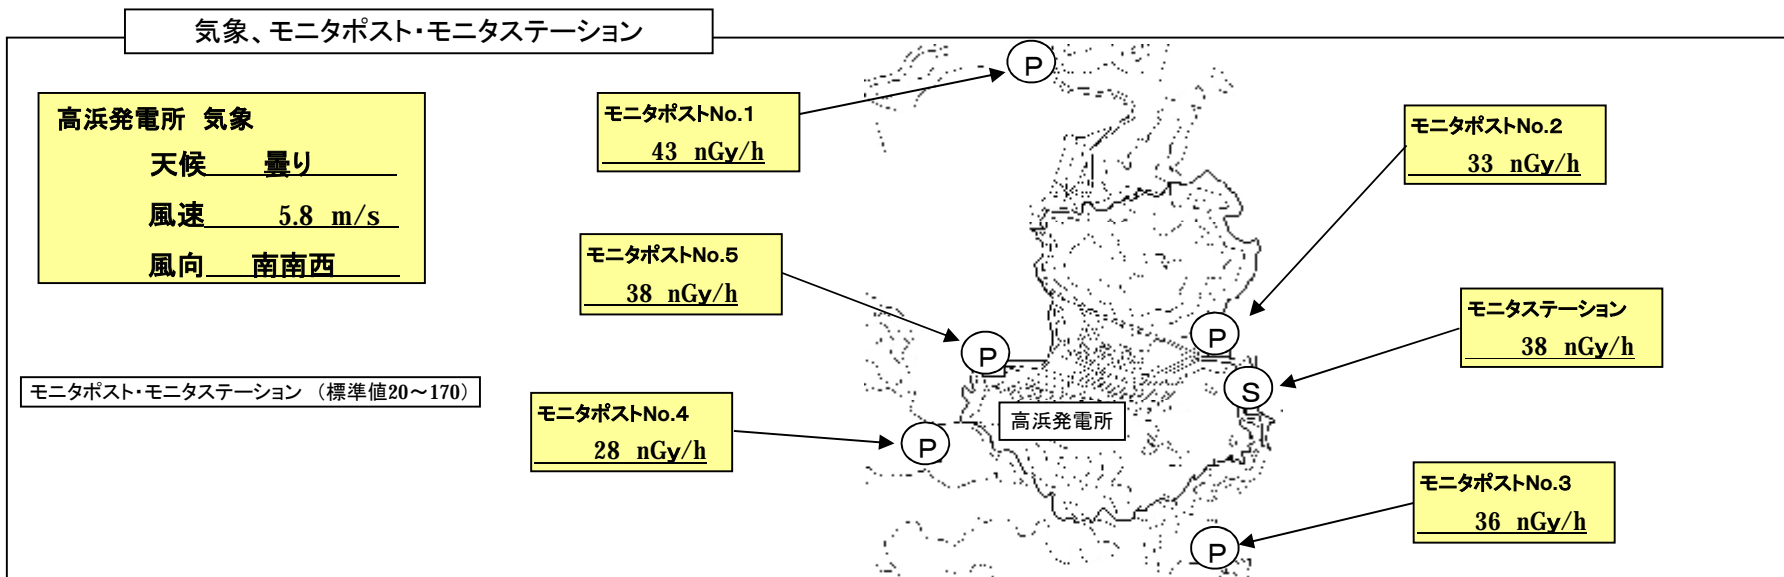 気象、モニタポスト・モニタステーション
高浜発電所 気象
天候 曇り
風速 5.8 m/s
風向 南南西
モニタポスト・モニタステーション （標準値20～170）
モニタポストNo.1
43 nGy/h
モニタポストNo.5
38 nGy/h
モニタポストNo.4
28 nGy/h
モニタポストNo.2
33 nGy/h
モニタステーション
38 nGy/h
モニタポストNo.3
36 nGy/h
P
P
P
P
S
P
高浜発電所